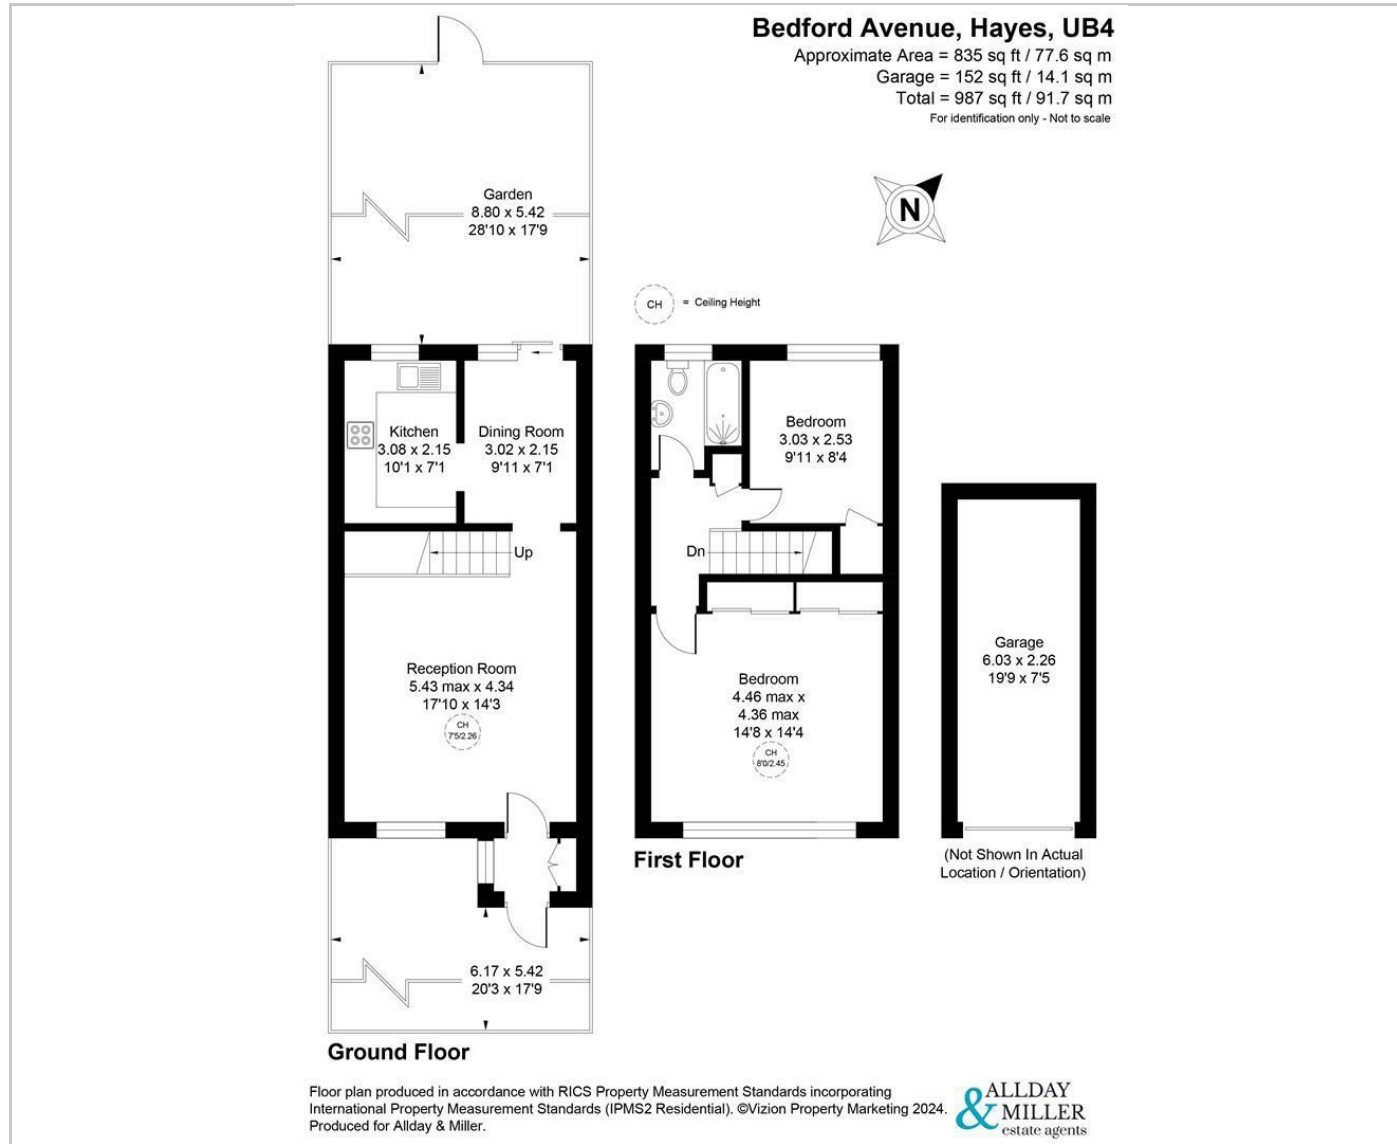 Bedford Avenue, Hayes, UB4
Approximate Area = 835 sq ft / 77.6 sq m
Garage = 152 sq ft / 14.1 sq m
Total = 987 sq ft / 91.7 sq m
For identification only - Not to scale
N
Garden
8.80 x 5.42
28'10 x 17'9
CH = Ceiling Height
Kitchen
3.08 x 2.15
10'1 x 7'1
Dining Room
3.02 x 2.15
9'11 x 7'1
Up
Reception Room
5.43 max x 4.34
17'10 x 14'3
CH
7'5/2.26
6.17 x 5.42
20'3 x 17'9
Ground Floor
Bedroom
3.03 x 2.53
9'11 x 8'4
Dn
Bedroom
4.46 max x
4.36 max
14'8 x 14'4
CH
8'0/2.45
First Floor
Garage
6.03 x 2.26
19'9 x 7'5
(Not Shown In Actual
Location / Orientation)
Floor plan produced in accordance with RICS Property Measurement Standards incorporating
International Property Measurement Standards (IPMS2 Residential). ©Vizion Property Marketing 2024.
Produced for Allday & Miller.
ALLDAY
& MILLER
estate agents